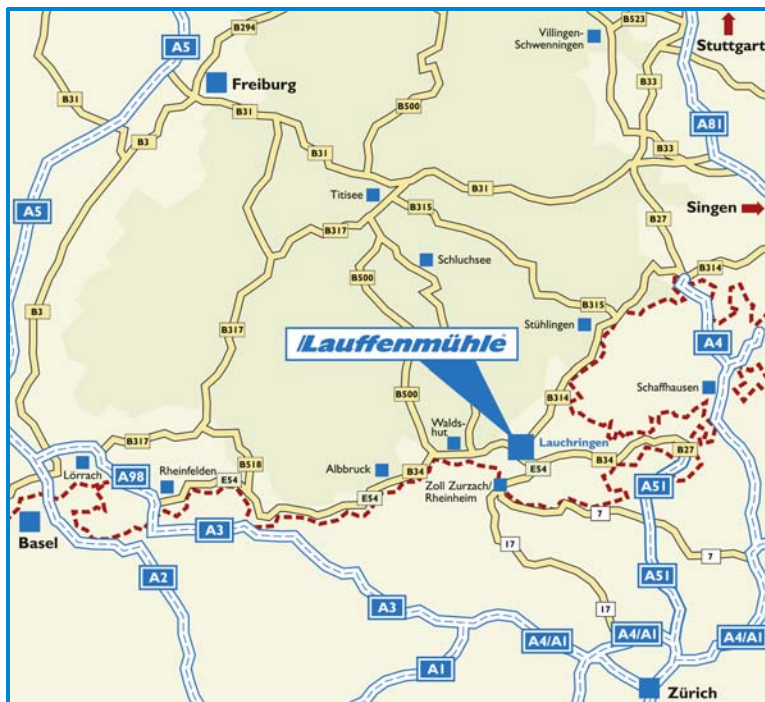 B294
B523
A5
Villingen-
Schwenningen
Stuttgart
Freiburg
B33
B31
B31
B500
A81
B3
B31
B33
Titisee
B31
A5
B315
B27
Singen
B317
Schluchsee
B500
B314
B3
B315
B317
Stühlingen
Lauffenmühle
A4
Schaffhausen
B500
B314
Walds-
hut
B317
Lauchringen
B27
Lörrach
A98
Rheinfelden
B518
Albbruck
B34
E54
B34
E54
E54
Zoll Zurzach/
Rheinheim
A51
Basel
A3
7
17
7
A2
A51
A3
17
A4/A1
A4/A1
A4/A1
A1
Zürich